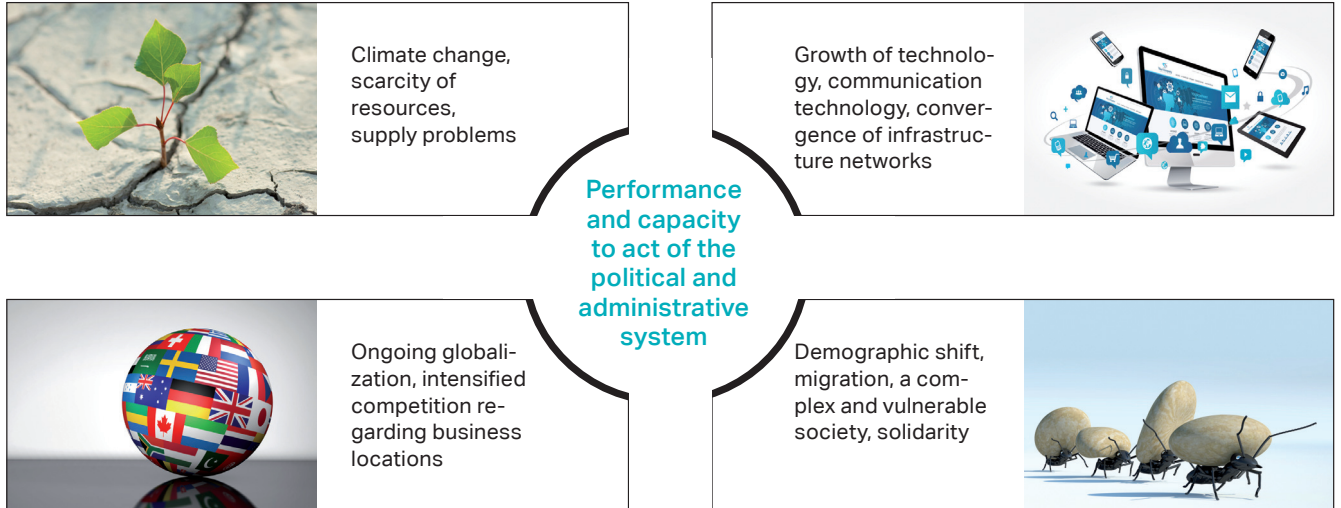 Climate change,
scarcity of
resources,
supply problems
Growth of technolo-
gy, communication
technology, conver-
gence of infrastruc-
ture networks
Performance
and capacity
to act of the
political and
administrative
system
Ongoing globali-
zation, intensified
competition re-
garding business
locations
Demographic shift,
migration, a com-
plex and vulnerable
society, solidarity